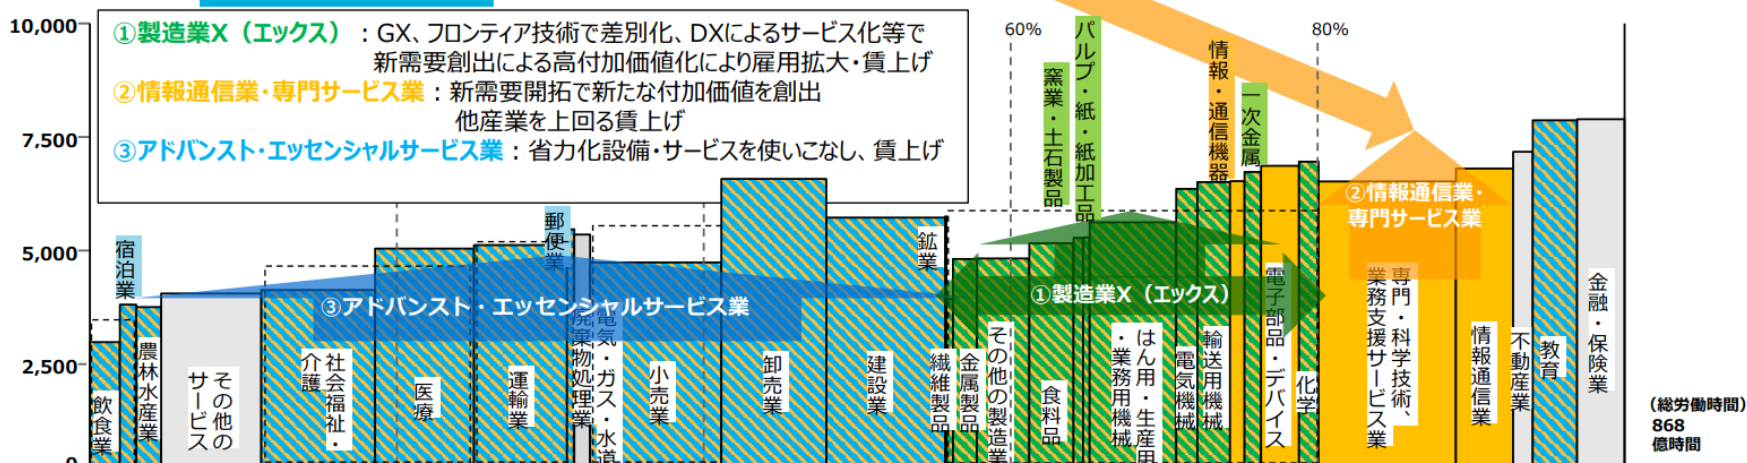 10,000
7,500
5,000
2,500
0
①製造業X（エックス）：GX、フロンティア技術で差別化、DXによるサービス化等で
新需要創出による高付加価値化により雇用拡大・賃上げ
②情報通信業・専門サービス業：新需要開拓で新たな付加価値を創出
他産業を上回る賃上げ
③アドバンスト・エッセンシャルサービス業：省力化設備・サービスを使いこなし、賃上げ
60%
80%
飲食業
宿泊業
農林水産業
その他の
サービス
社会福祉・
介護
医療
運輸業
郵便業
廃棄物処理業
電気・ガス・水道
小売業
卸売業
建設業
鉱業
繊維製品
金属製品
その他の製造業
食料品
窯業・土石製品
パルプ・紙・紙加工品
はん用・生産用
・業務用機械
電気機械
輸送用機械
情報・通信機器
一次金属
電子部品・デバイス
化学
専門・科学技術、
業務支援サービス業
情報通信業
不動産業
教育
金融・保険業
③アドバンスト・エッセンシャルサービス業
①製造業X（エックス）
②情報通信業・
専門サービス業
（総労働時間）
868
億時間